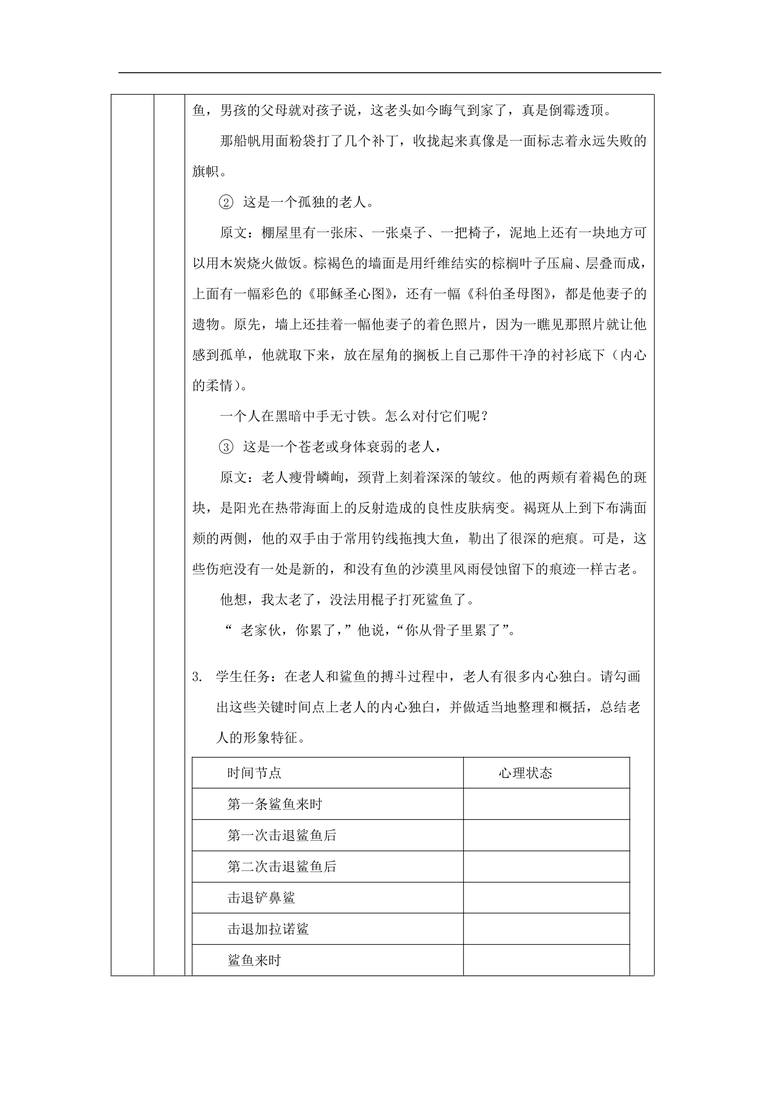 鱼，男孩的父母就对孩子说，这老头如今晦气到家了，真是倒霉透顶。
那船帆用面粉袋打了几个补丁，收拢起来真像是一面标志着永远失败的
旗帜。
② 这是一个孤独的老人。
原文：棚屋里有一张床、一张桌子、一把椅子，泥地上还有一块地方可
以用木炭烧火做饭。棕褐色的墙面是用纤维结实的棕榈叶子压扁、层叠而成，
上面有一幅彩色的《耶稣圣心图》，还有一幅《科伯圣母图》，都是他妻子的
遗物。原先，墙上还挂着一幅他妻子的着色照片，因为一瞧见那照片就让他
感到孤单，他就取下来，放在屋角的搁板上自己那件干净的衬衫底下（内心
的柔情）。
一个人在黑暗中手无寸铁。怎么对付它们呢？
③ 这是一个苍老或身体衰弱的老人，
原文：老人瘦骨嶙峋，颈背上刻着深深的皱纹。他的两颊有着褐色的斑
块，是阳光在热带海面上的反射造成的良性皮肤病变。褐斑从上到下布满面
颊的两侧，他的双手由于常用钓线拖拽大鱼，勒出了很深的疤痕。可是，这
些伤疤没有一处是新的，和没有鱼的沙漠里风雨侵蚀留下的痕迹一样古老。
他想，我太老了，没法用棍子打死鲨鱼了。
“ 老家伙，你累了，”他说，“你从骨子里累了”。
3. 学生任务：在老人和鲨鱼的搏斗过程中，老人有很多内心独白。请勾画
出这些关键时间点上老人的内心独白，并做适当地整理和概括，总结老
人的形象特征。
时间节点 心理状态
第一条鲨鱼来时
第一次击退鲨鱼后
第二次击退鲨鱼后
击退铲鼻鲨
击退加拉诺鲨
鲨鱼来时